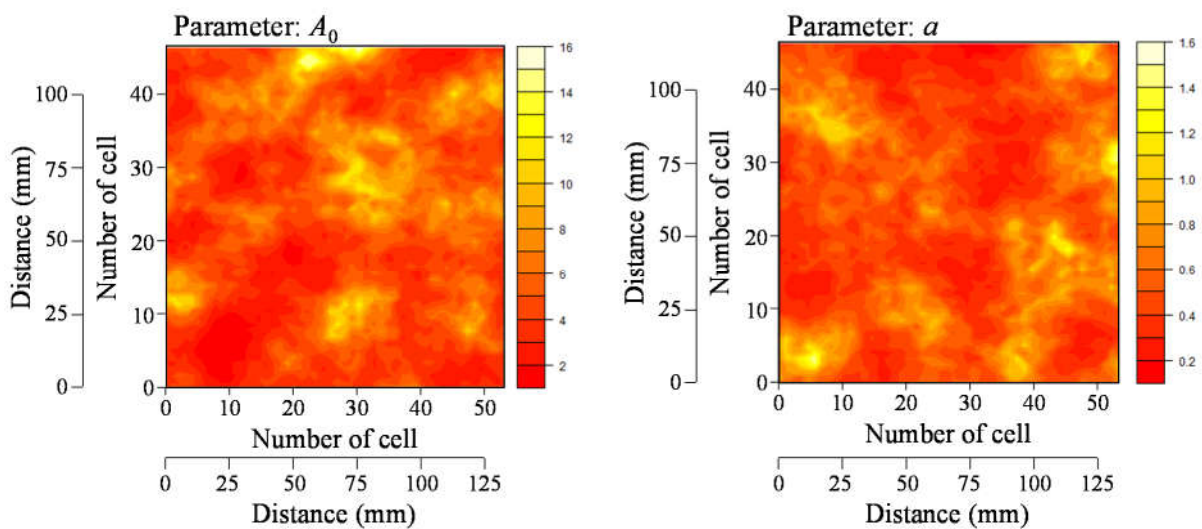 Parameter: A0
16
14
12
10
8
6
4
2
Distance (mm)
100
75
50
25
0
Number of cell
40
30
20
10
0
0 10 20 30 40 50
Number of cell
0 25 50 75 100 125
Distance (mm)
Parameter: a
1.6
1.4
1.2
1.0
0.8
0.6
0.4
0.2
Distance (mm)
100
75
50
25
0
Number of cell
40
30
20
10
0
0 10 20 30 40 50
Number of cell
0 25 50 75 100 125
Distance (mm)